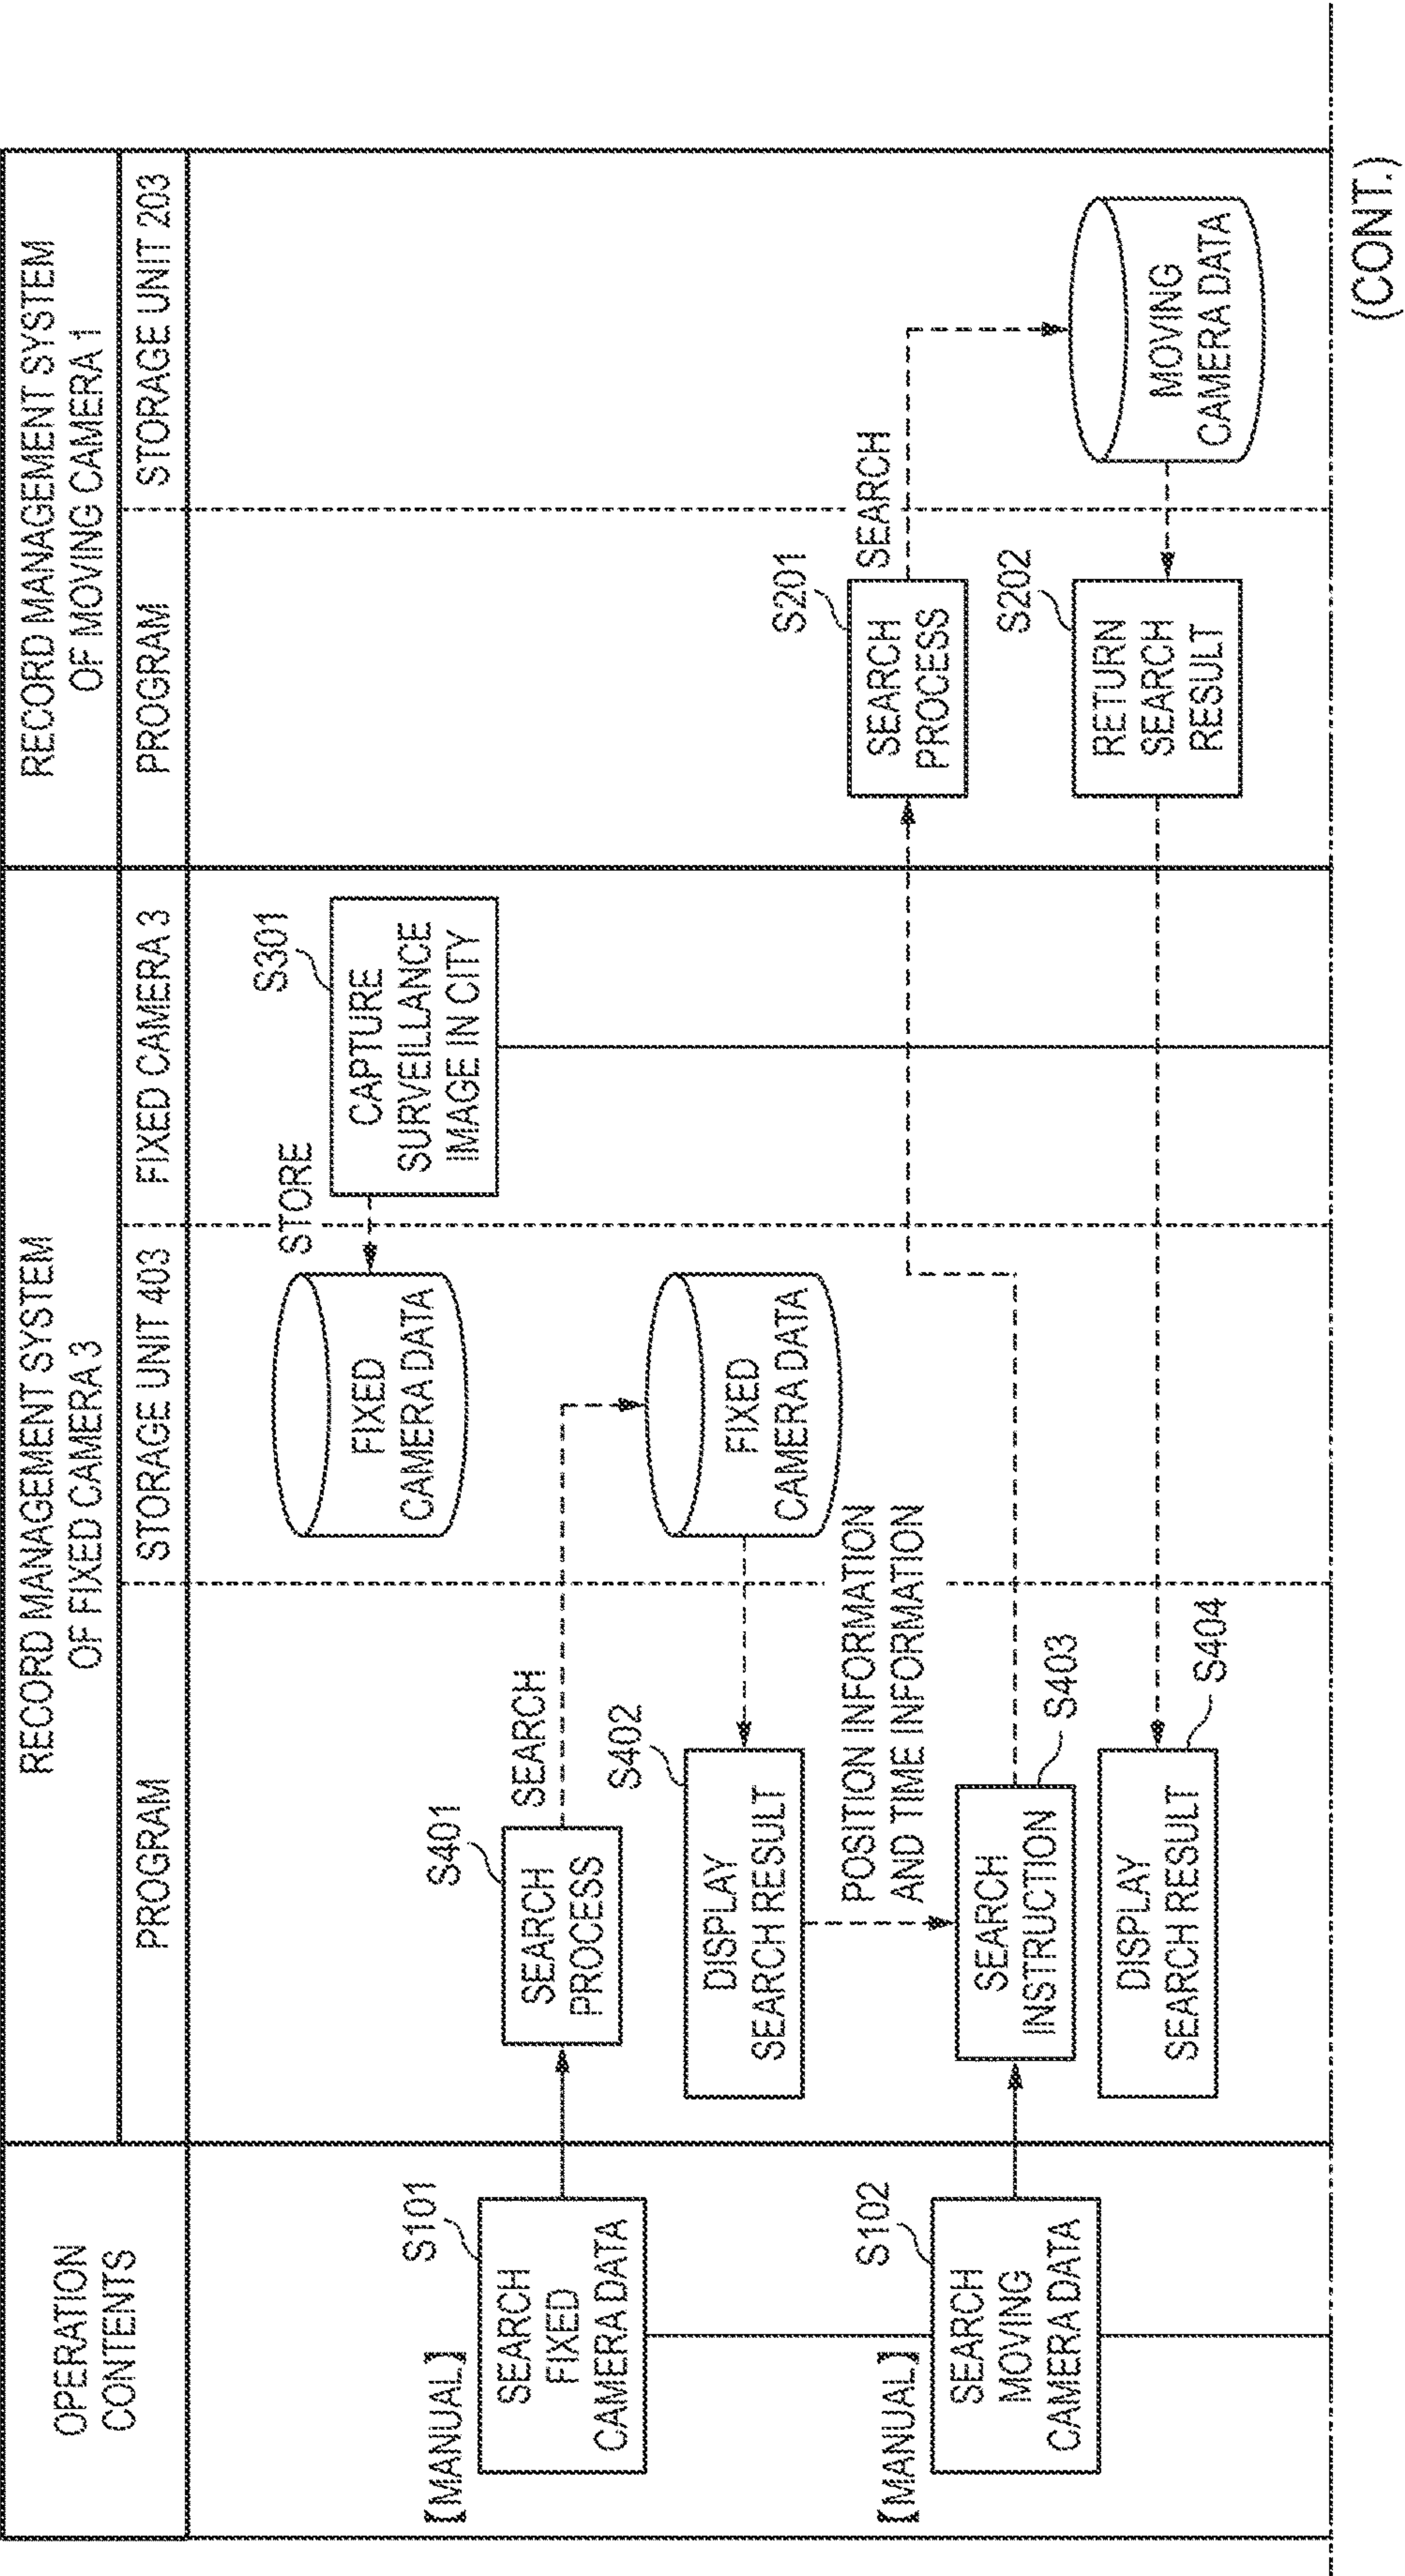 OPERATION
CONTENTS
RECORD MANAGEMENT SYSTEM
OF FIXED CAMERA 3
RECORD MANAGEMENT SYSTEM
OF MOVING CAMERA 1
PROGRAM
STORAGE UNIT 403
FIXED CAMERA 3
PROGRAM
STORAGE UNIT 203
STORE
S301
CAPTURE
SURVEILLANCE
IMAGE IN CITY
FIXED
CAMERA DATA
【MANUAL】
S101
SEARCH
FIXED
CAMERA DATA
S401
SEARCH
PROCESS
SEARCH
FIXED
CAMERA DATA
S402
DISPLAY
SEARCH RESULT
POSITION INFORMATION
AND TIME INFORMATION
【MANUAL】
S102
SEARCH
MOVING
CAMERA DATA
SEARCH
INSTRUCTION
S403
S201
SEARCH
PROCESS
SEARCH
MOVING
CAMERA DATA
S202
RETURN
SEARCH
RESULT
DISPLAY
SEARCH RESULT
S404
(CONT.)